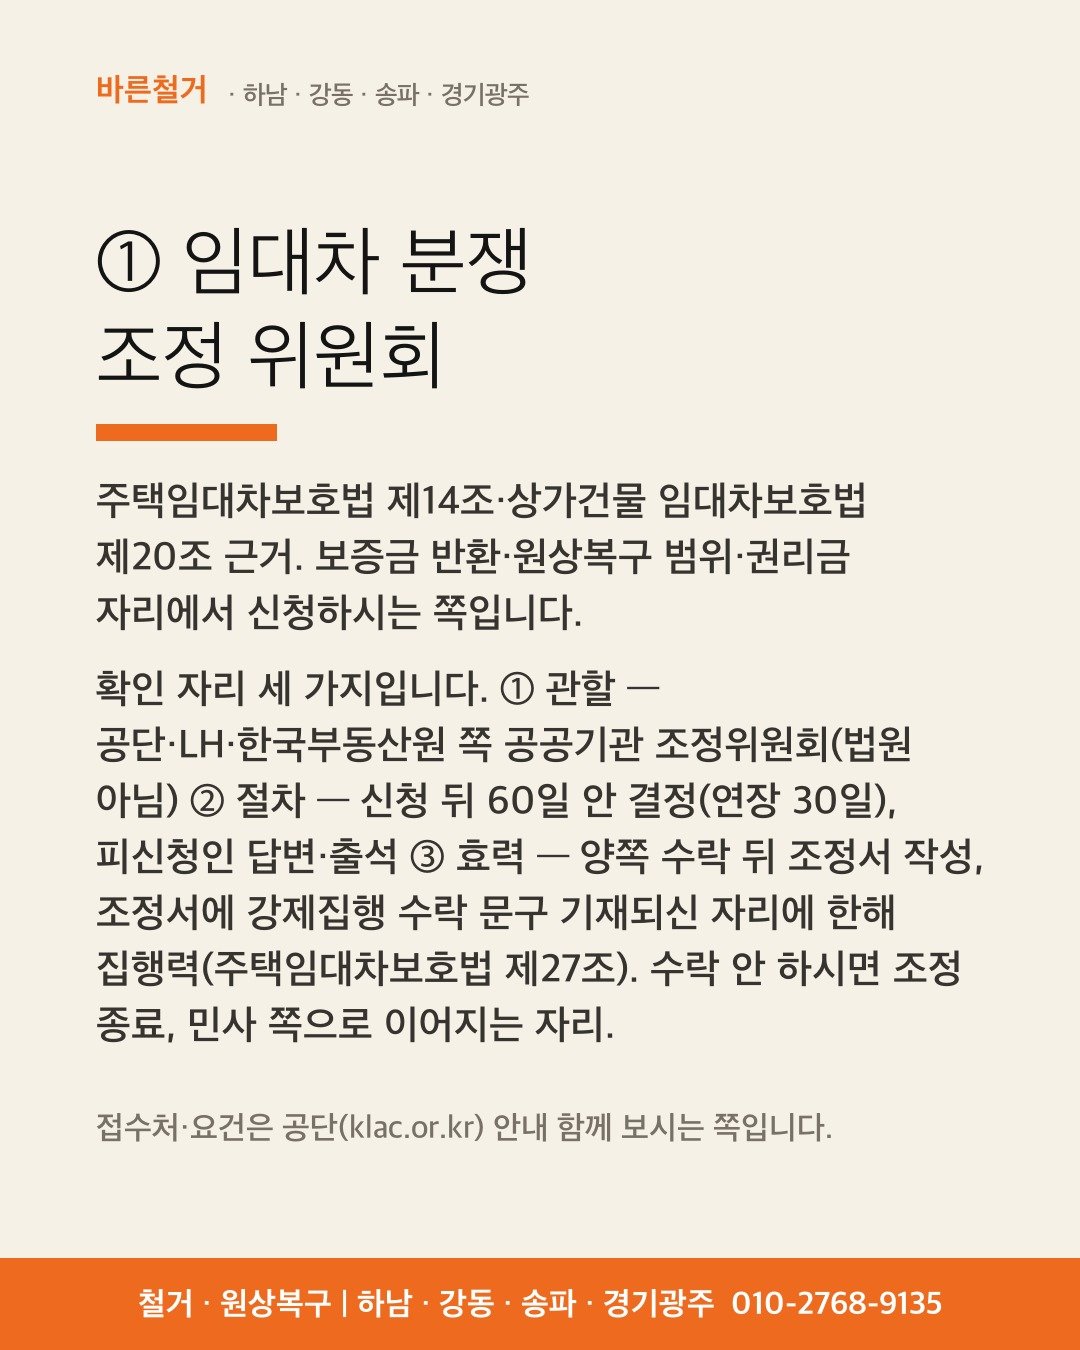 바른철거 · 하남 · 강동 · 송파 · 경기광주
① 임대차 분쟁
조정 위원회
주택임대차보호법 제14조·상가건물 임대차보호법
제20조 근거. 보증금 반환·원상복구 범위·권리금
자리에서 신청하시는 쪽입니다.
확인 자리 세 가지입니다. ① 관할 —
공단·LH·한국부동산원 쪽 공공기관 조정위원회(법원
아님) ② 절차 — 신청 뒤 60일 안 결정(연장 30일),
피신청인 답변·출석 ③ 효력 — 양쪽 수락 뒤 조정서 작성,
조정서에 강제집행 수락 문구 기재되신 자리에 한해
집행력(주택임대차보호법 제27조). 수락 안 하시면 조정
종료, 민사 쪽으로 이어지는 자리.
접수처·요건은 공단(klac.or.kr) 안내 함께 보시는 쪽입니다.
철거 · 원상복구 | 하남 · 강동 · 송파 · 경기광주 010-2768-9135